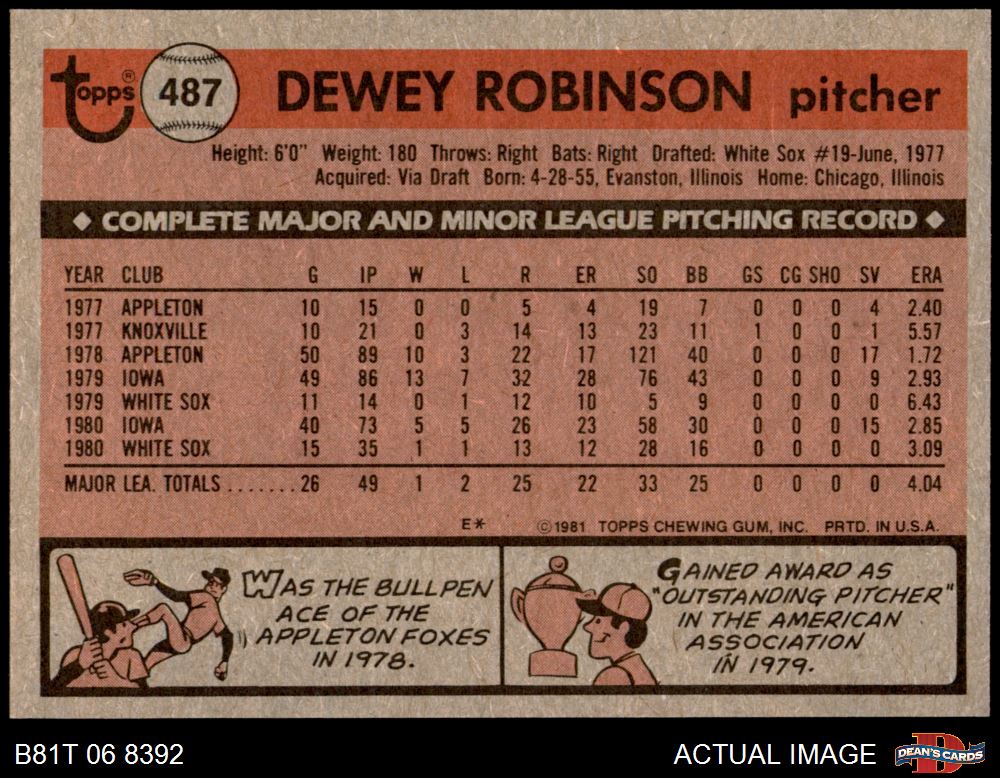 Topps® 487 DEWEY ROBINSON pitcher
Height: 6'0" Weight: 180 Throws: Right Bats: Right Drafted: White Sox #19-June, 1977
Acquired: Via Draft Born: 4-28-55, Evanston, Illinois Home: Chicago, Illinois
◆ COMPLETE MAJOR AND MINOR LEAGUE PITCHING RECORD ◆
YEAR CLUB G IP W L R ER SO BB GS CG SHO SV ERA
1977 APPLETON 10 15 0 0 5 4 19 7 0 0 0 4 2.40
1977 KNOXVILLE 10 21 0 3 14 13 23 11 1 0 0 1 5.57
1978 APPLETON 50 89 10 3 22 17 121 40 0 0 0 17 1.72
1979 IOWA 49 86 13 7 32 28 76 43 0 0 0 9 2.93
1979 WHITE SOX 11 14 0 1 12 10 5 9 0 0 0 0 6.43
1980 IOWA 40 73 5 5 26 23 58 30 0 0 0 15 2.85
1980 WHITE SOX 15 35 1 1 13 12 28 16 0 0 0 0 3.09
MAJOR LEA. TOTALS.......26 49 1 2 25 22 33 25 0 0 0 0 4.04
E* ©1981 TOPPS CHEWING GUM, INC. PRTD. IN U.S.A.
WAS THE BULLPEN
ACE OF THE
APPLETON FOXES
IN 1978.
GAINED AWARD AS
"OUTSTANDING PITCHER"
IN THE AMERICAN
ASSOCIATION
IN 1979.
B81T 06 8392 ACTUAL IMAGE DEAN'S CARDS